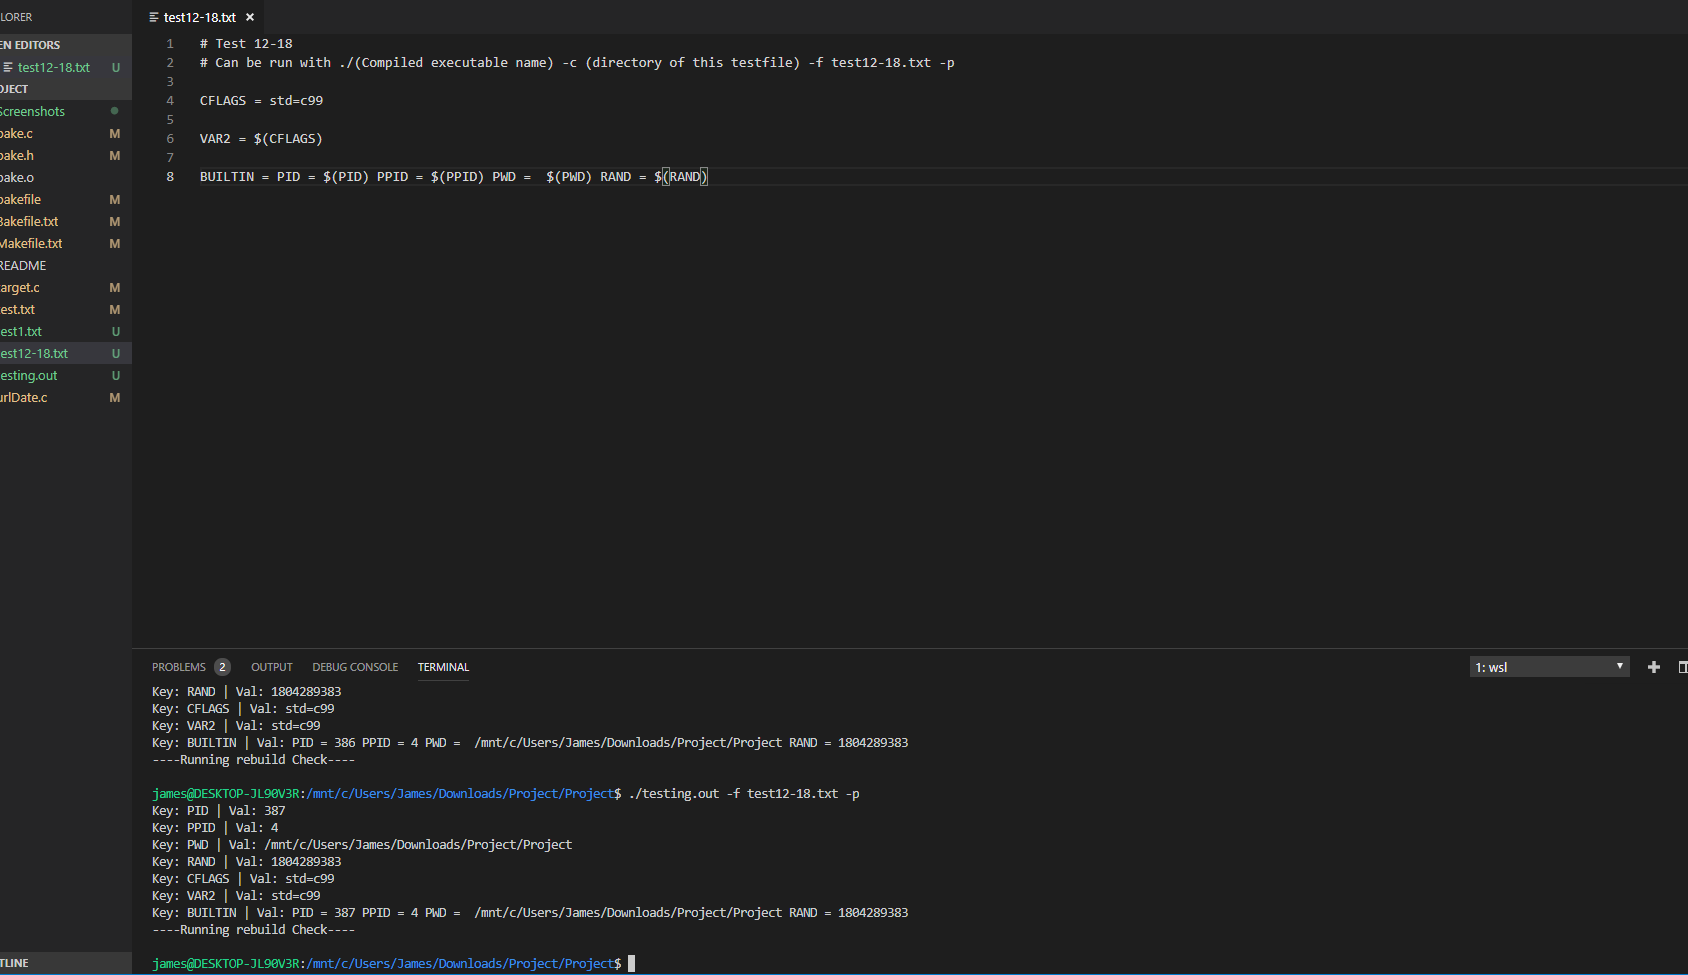 LORER
EN EDITORS
test12-18.txt U
OJECT
Screenshots
bake.c M
bake.h M
bake.o
bakefile M
Bakefile.txt M
Makefile.txt M
README
arget.c M
est.txt M
est1.txt U
est12-18.txt U
esting.out U
urlDate.c M
TLINE
test12-18.txt ×
1 # Test 12-18
2 # Can be run with ./(Compiled executable name) -c (directory of this testfile) -f test12-18.txt -p
3
4 CFLAGS = std=c99
5
6 VAR2 = $(CFLAGS)
7
8 BUILTIN = PID = $(PID) PPID = $(PPID) PWD =  $(PWD) RAND = $(RAND)
PROBLEMS 2 OUTPUT DEBUG CONSOLE TERMINAL 1: wsl
Key: RAND | Val: 1804289383
Key: CFLAGS | Val: std=c99
Key: VAR2 | Val: std=c99
Key: BUILTIN | Val: PID = 386 PPID = 4 PWD =  /mnt/c/Users/James/Downloads/Project/Project RAND = 1804289383
----Running rebuild Check----
james@DESKTOP-JL90V3R:/mnt/c/Users/James/Downloads/Project/Project$ ./testing.out -f test12-18.txt -p
Key: PID | Val: 387
Key: PPID | Val: 4
Key: PWD | Val: /mnt/c/Users/James/Downloads/Project/Project
Key: RAND | Val: 1804289383
Key: CFLAGS | Val: std=c99
Key: VAR2 | Val: std=c99
Key: BUILTIN | Val: PID = 387 PPID = 4 PWD =  /mnt/c/Users/James/Downloads/Project/Project RAND = 1804289383
----Running rebuild Check----
james@DESKTOP-JL90V3R:/mnt/c/Users/James/Downloads/Project/Project$